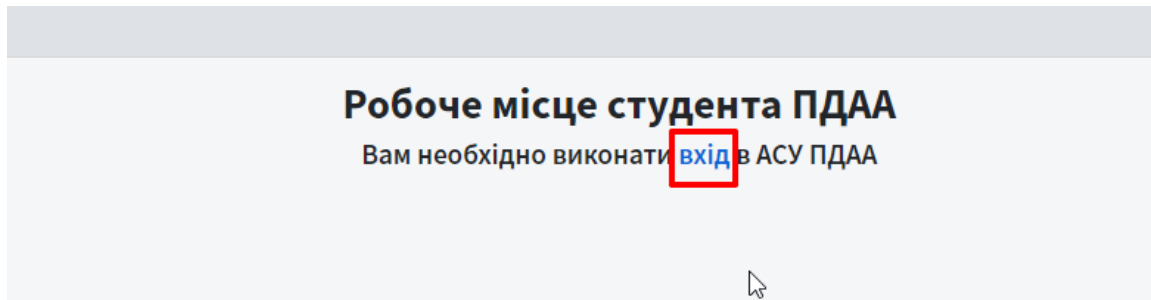 Робоче місце студента ПДАА
Вам необхідно виконати вхід в АСУ ПДАА